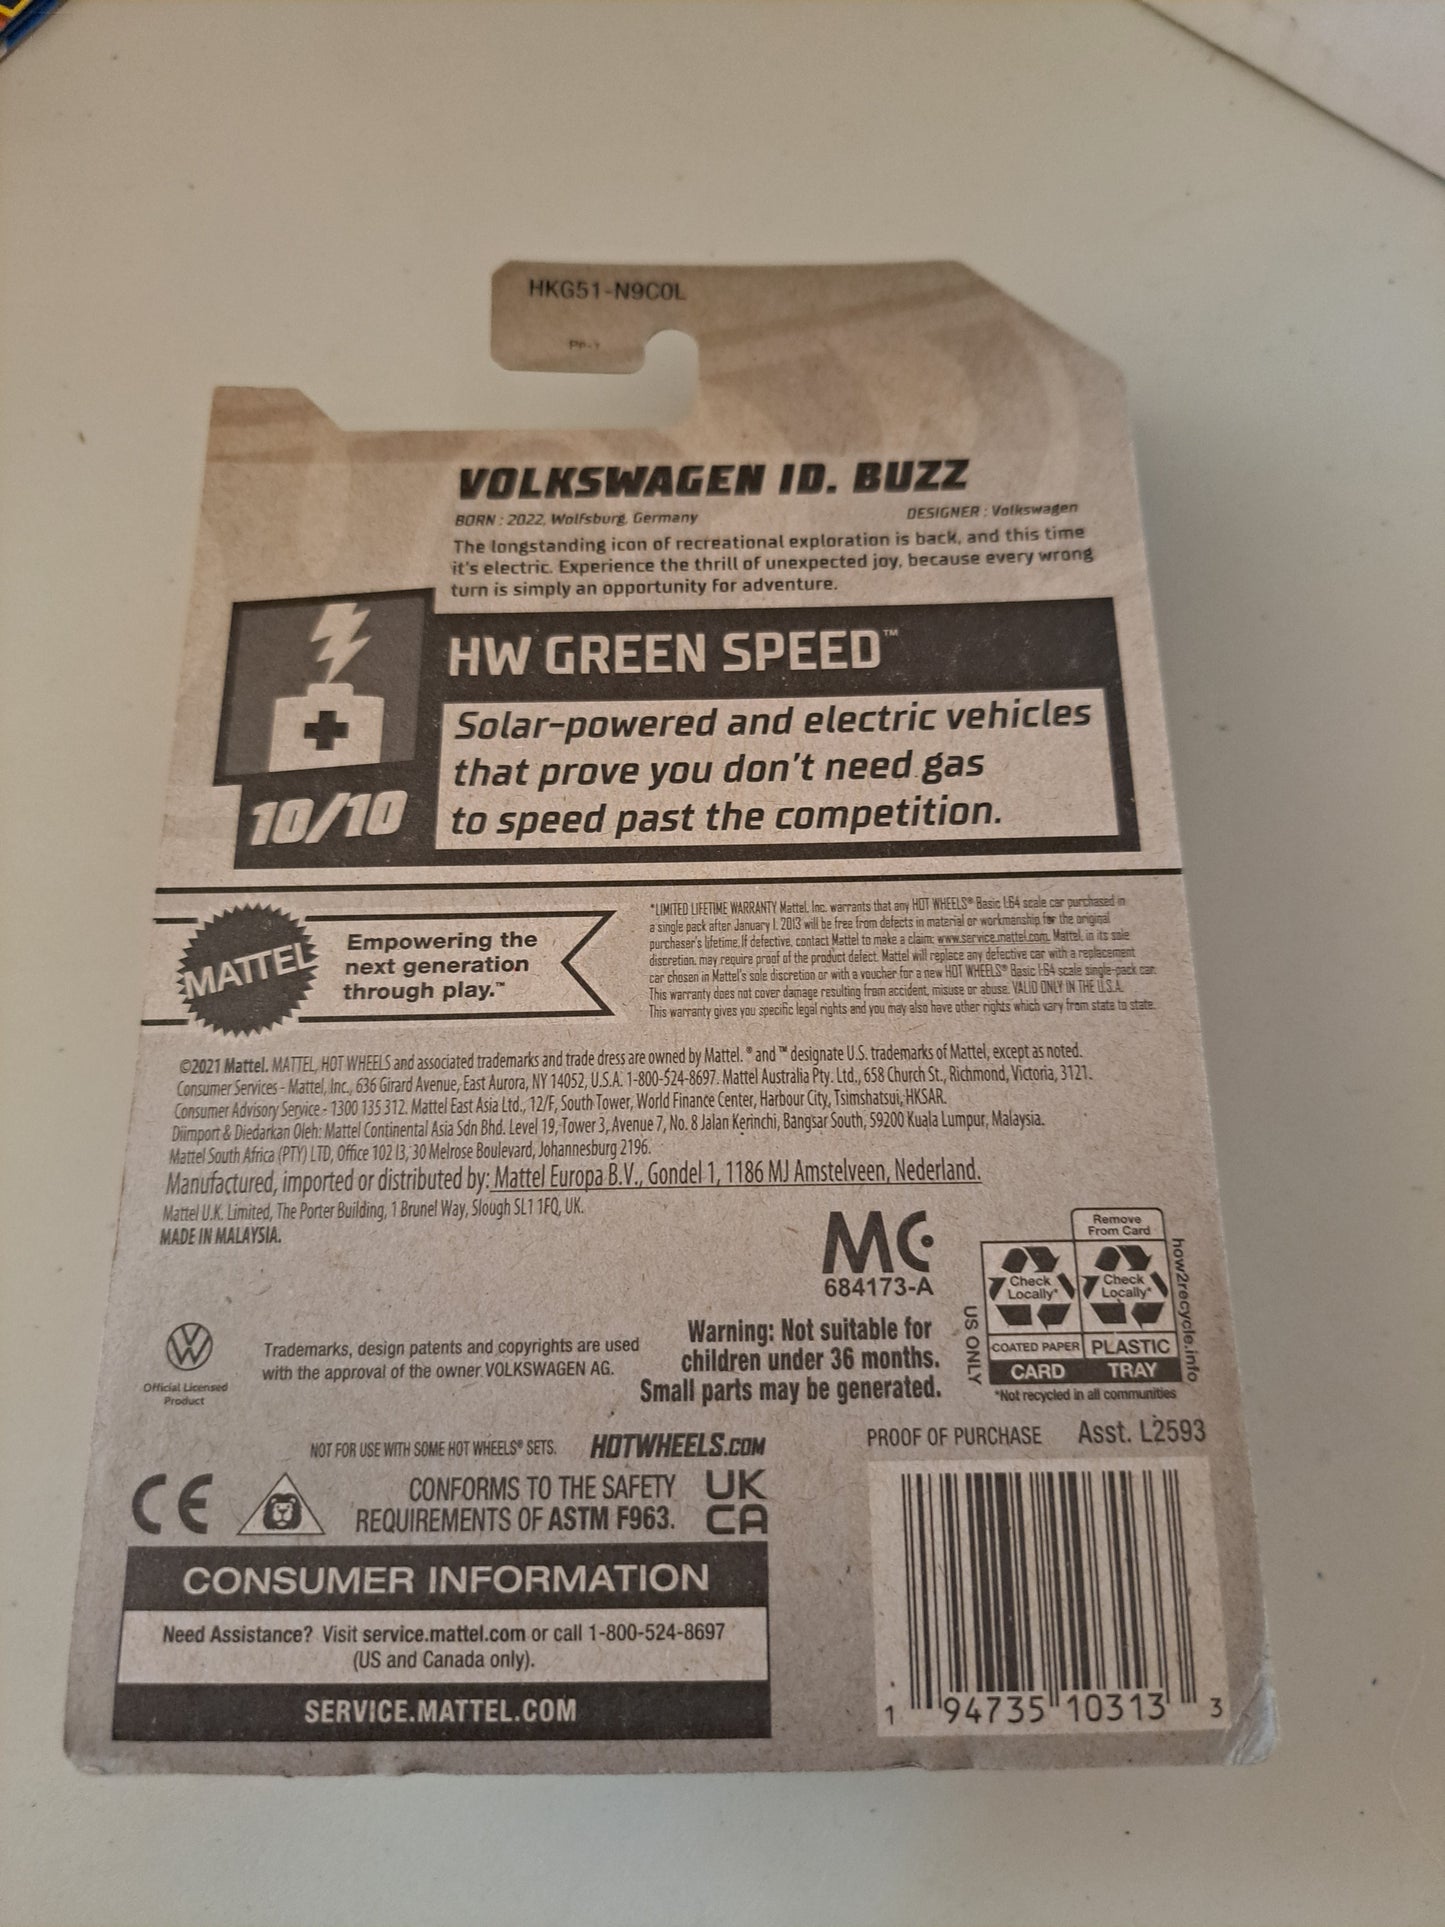 HKG51-N9C0L
VOLKSWAGEN ID. BUZZ
BORN : 2022, Wolfsburg, Germany
DESIGNER : Volkswagen
The longstanding icon of recreational exploration is back, and this time
it's electric. Experience the thrill of unexpected joy, because every wrong
turn is simply an opportunity for adventure.
HW GREEN SPEED™
Solar-powered and electric vehicles
that prove you don't need gas
to speed past the competition.
10/10
MATTEL
Empowering the
next generation
through play.™
*LIMITED LIFETIME WARRANTY Mattel, Inc. warrants that any HOT WHEELS® Basic 1:64 scale car purchased in
a single pack after January 1, 2013 will be free from defects in material or workmanship for the original
purchaser's lifetime. If defective, contact Mattel to make a claim: www.service.mattel.com. Mattel, in its sole
discretion, may require proof of the product defect. Mattel will replace any defective car with a replacement
car chosen in Mattel's sole discretion or with a voucher for a new HOT WHEELS® Basic 1:64 scale single-pack car.
This warranty does not cover damage resulting from accident, misuse or abuse. VALID ONLY IN THE U.S.A.
This warranty gives you specific legal rights and you may also have other rights which vary from state to state.
©2021 Mattel. MATTEL, HOT WHEELS and associated trademarks and trade dress are owned by Mattel. ® and ™ designate U.S. trademarks of Mattel, except as noted.
Consumer Services - Mattel, Inc., 636 Girard Avenue, East Aurora, NY 14052, U.S.A. 1-800-524-8697. Mattel Australia Pty. Ltd., 658 Church St., Richmond, Victoria, 3121.
Consumer Advisory Service - 1300 135 312. Mattel East Asia Ltd., 12/F, South Tower, World Finance Center, Harbour City, Tsimshatsui, HKSAR.
Diimport & Diedarkan Oleh: Mattel Continental Asia Sdn Bhd. Level 19, Tower 3, Avenue 7, No. 8 Jalan Kerinchi, Bangsar South, 59200 Kuala Lumpur, Malaysia.
Mattel South Africa (PTY) LTD, Office 102 I3, 30 Melrose Boulevard, Johannesburg 2196.
Manufactured, imported or distributed by: Mattel Europa B.V., Gondel 1, 1186 MJ Amstelveen, Nederland.
Mattel U.K. Limited, The Porter Building, 1 Brunel Way, Slough SL1 1FQ, UK.
MADE IN MALAYSIA.
MC
684173-A
Remove
From Card
Check
Locally*
Check
Locally*
COATED PAPER
PLASTIC
CARD
TRAY
US ONLY
how2recycle.info
*Not recycled in all communities
Official Licensed
Product
Trademarks, design patents and copyrights are used
with the approval of the owner VOLKSWAGEN AG.
Warning: Not suitable for
children under 36 months.
Small parts may be generated.
NOT FOR USE WITH SOME HOT WHEELS® SETS.
HOTWHEELS.COM
PROOF OF PURCHASE
Asst. L2593
CE
CONFORMS TO THE SAFETY
REQUIREMENTS OF ASTM F963.
UK
CA
CONSUMER INFORMATION
Need Assistance? Visit service.mattel.com or call 1-800-524-8697
(US and Canada only).
SERVICE.MATTEL.COM
1 94735 10313 3